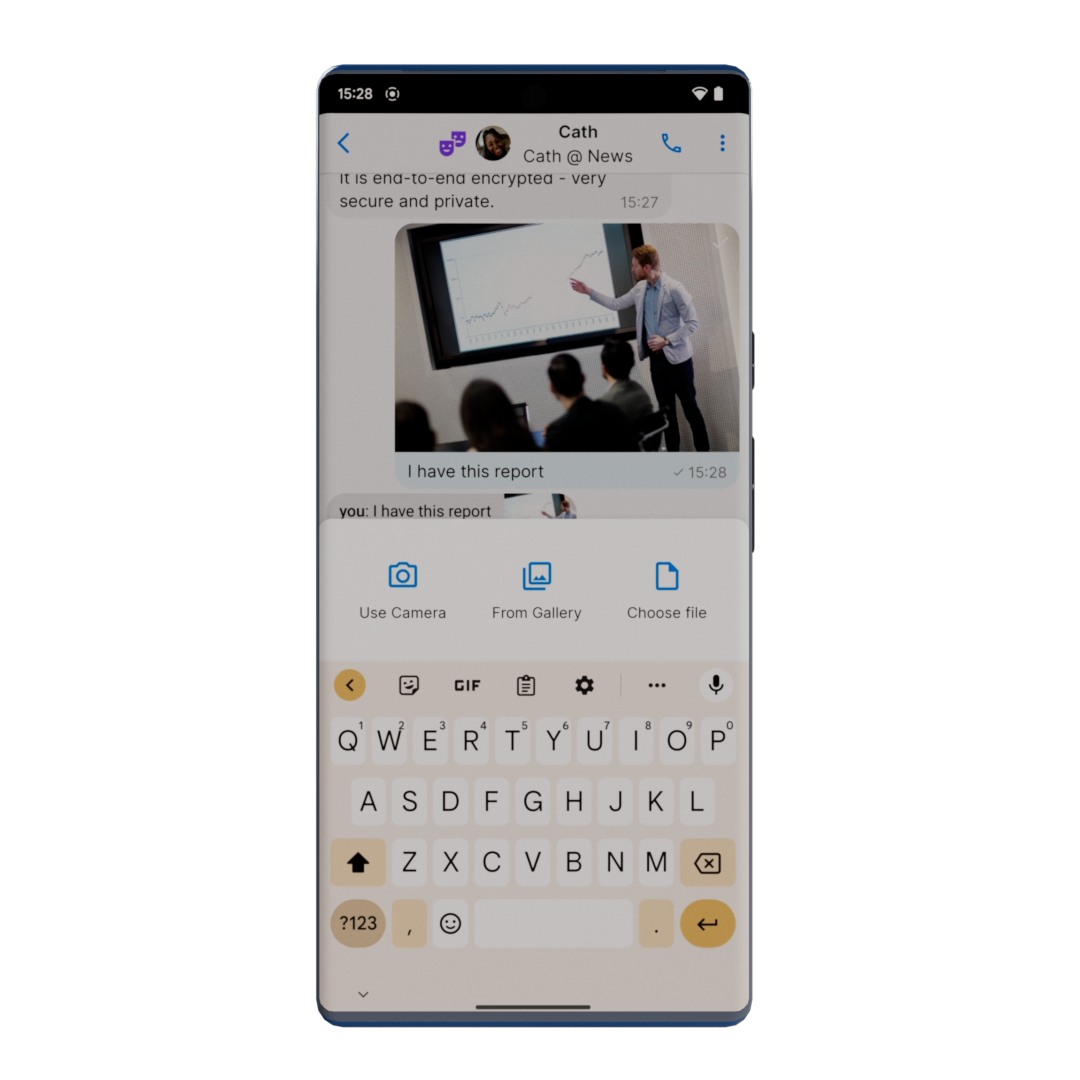 15:28
Cath
Cath @ News
It is end-to-end encrypted - very
secure and private. 15:27
I have this report ✓ 15:28
you: I have this report
Use Camera From Gallery Choose file
GIF
Q1 W2 E3 R4 T5 Y6 U7 I8 O9 P0
A S D F G H J K L
Z X C V B N M
?123 , .